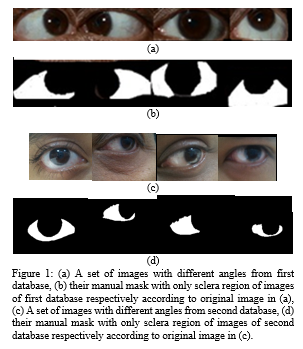 (a)
(b)
(c)
(d)
Figure 1: (a) A set of images with different angles from first
database, (b) their manual mask with only sclera region of images
of first database respectively according to original image in (a),
(c) A set of images with different angles from second database, (d)
their manual mask with only sclera region of images of second
database respectively according to original image in (c).